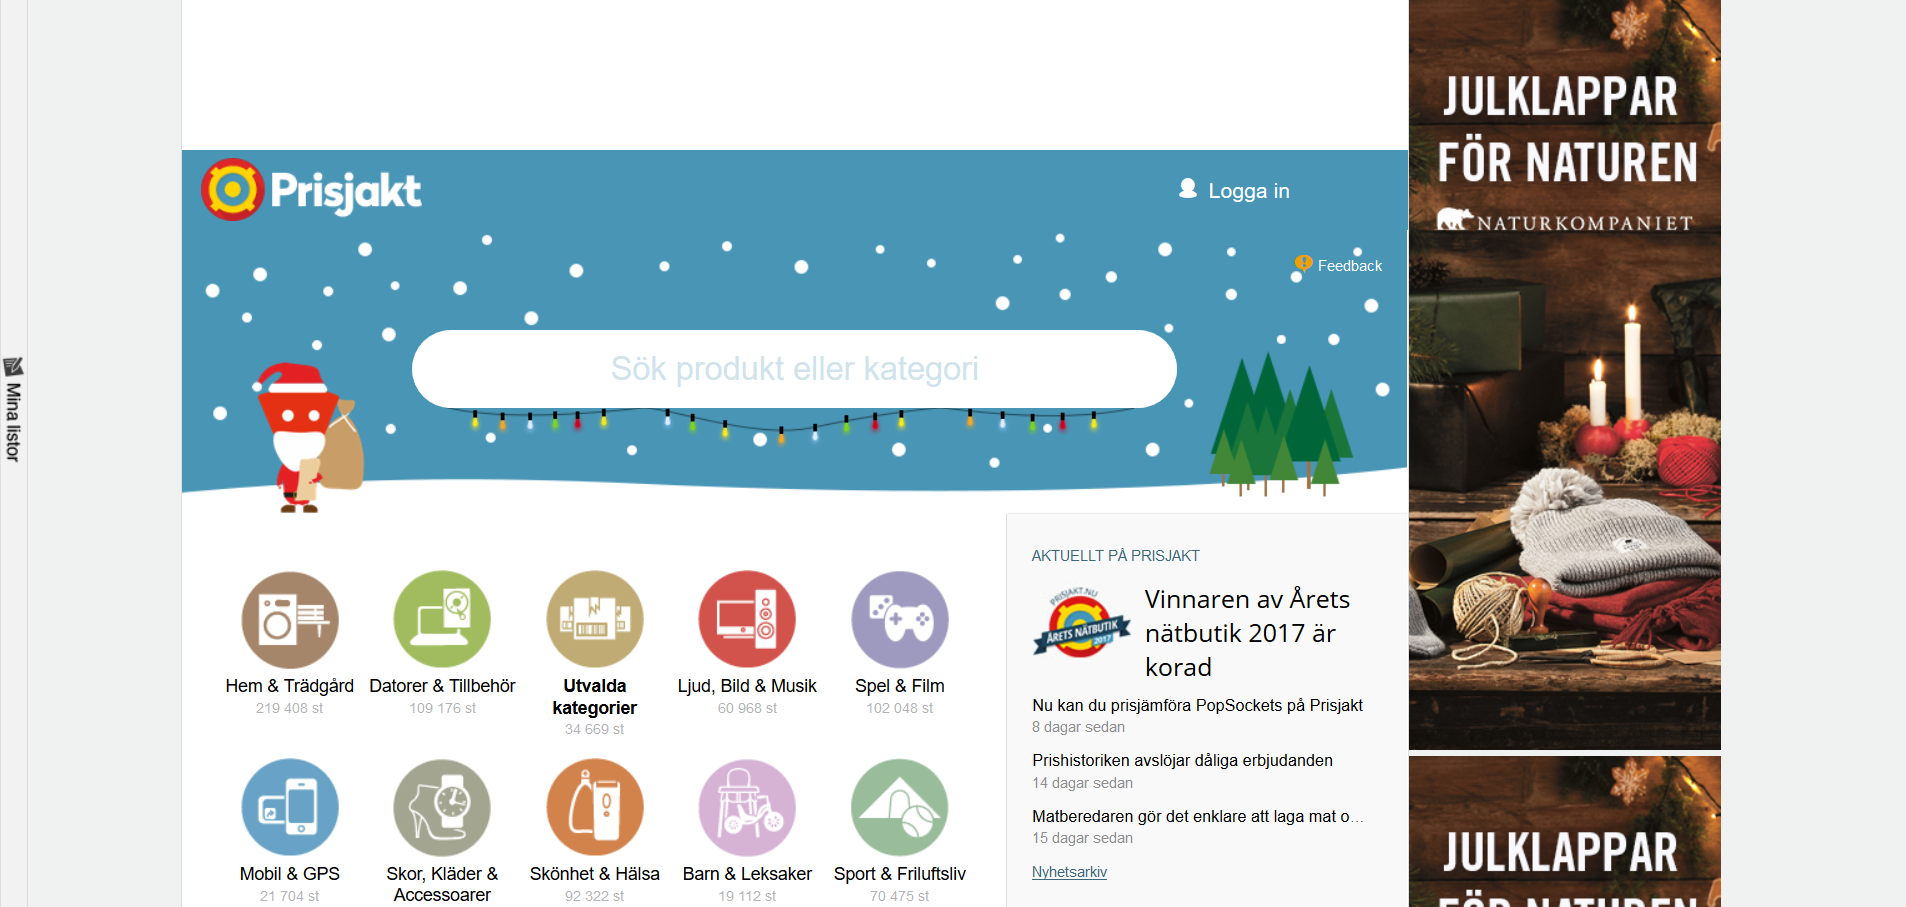 Mina listor
Prisjakt
Logga in
Feedback
Sök produkt eller kategori
Hem & Trädgård
219 408 st
Datorer & Tillbehör
109 176 st
Utvalda
kategorier
34 669 st
Ljud, Bild & Musik
60 968 st
Spel & Film
102 048 st
Mobil & GPS
21 704 st
Skor, Kläder &
Accessoarer
Skönhet & Hälsa
92 322 st
Barn & Leksaker
19 112 st
Sport & Friluftsliv
70 475 st
AKTUELLT PÅ PRISJAKT
PRISJAKT.NU
ÅRETS NÄTBUTIK
2017
Vinnaren av Årets
nätbutik 2017 är
korad
Nu kan du prisjämföra PopSockets på Prisjakt
8 dagar sedan
Prishistoriken avslöjar dåliga erbjudanden
14 dagar sedan
Matberedaren gör det enklare att laga mat o...
15 dagar sedan
Nyhetsarkiv
JULKLAPPAR
FÖR NATUREN
NATURKOMPANIET
JULKLAPPAR
FÖR NATUREN